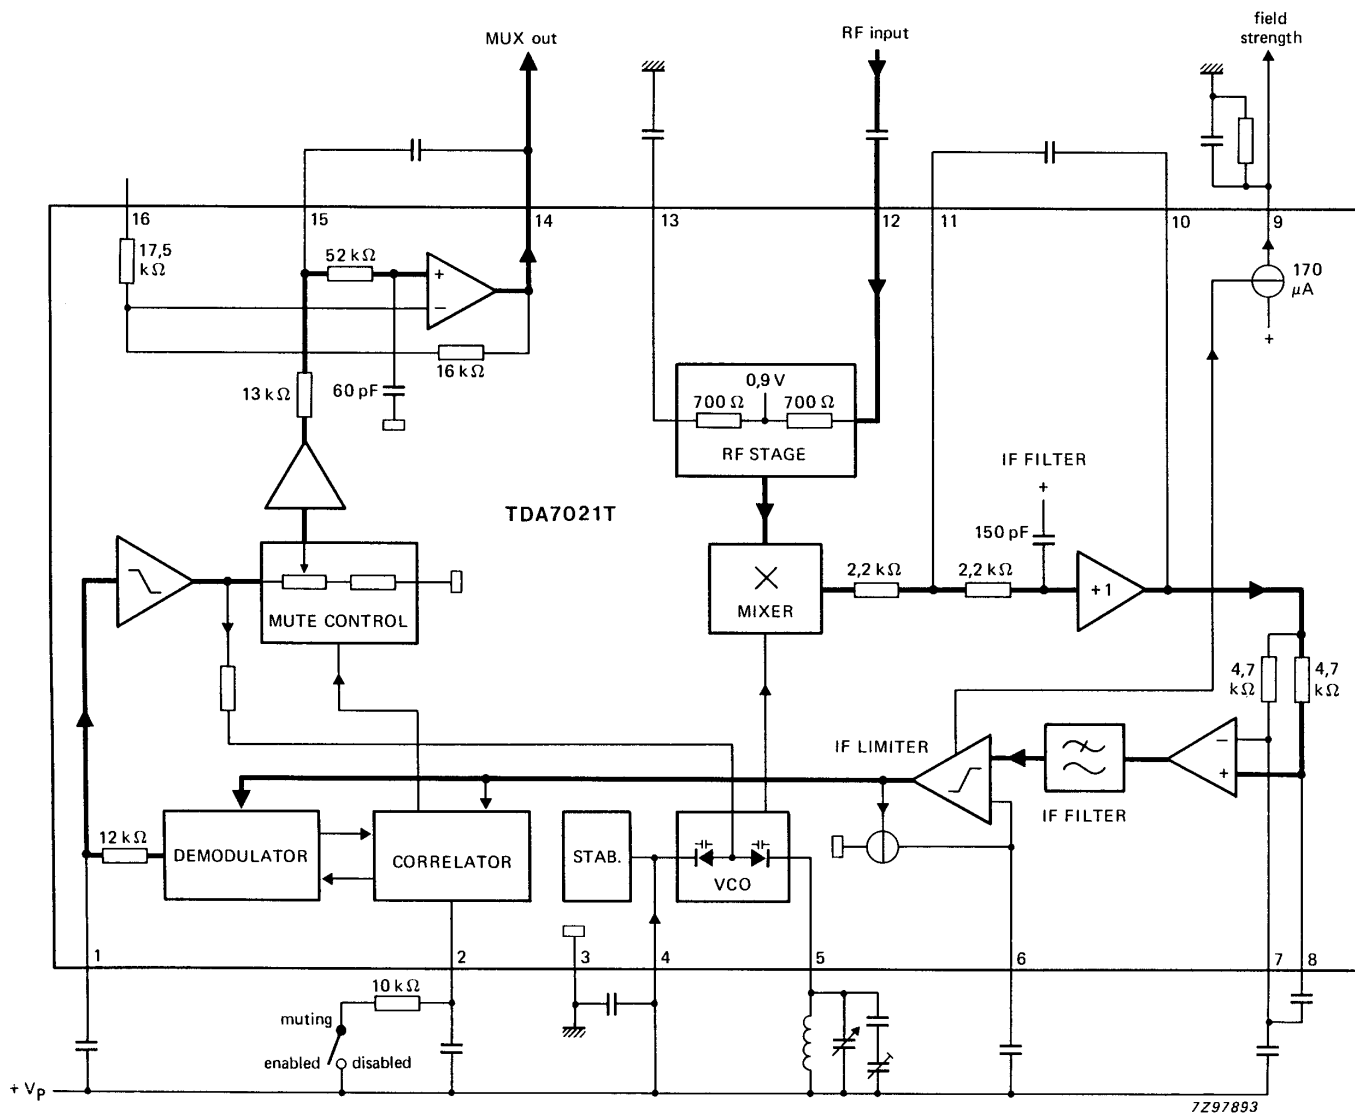 MUX out
RF input
field
strength
16
15
14
13
12
11
10
9
17,5
kΩ
52 kΩ
+
−
170
μA
+
16 kΩ
13 kΩ
60 pF
0,9 V
700 Ω
700 Ω
RF STAGE
IF FILTER
+
TDA7021T
150 pF
2,2 kΩ
2,2 kΩ
+1
MIXER
MUTE CONTROL
4,7
kΩ
4,7
kΩ
IF LIMITER
−
+
IF FILTER
12 kΩ
DEMODULATOR
CORRELATOR
STAB.
VCO
1
2
3
4
5
6
7
8
10 kΩ
muting
enabled
disabled
+ VP
7Z97893